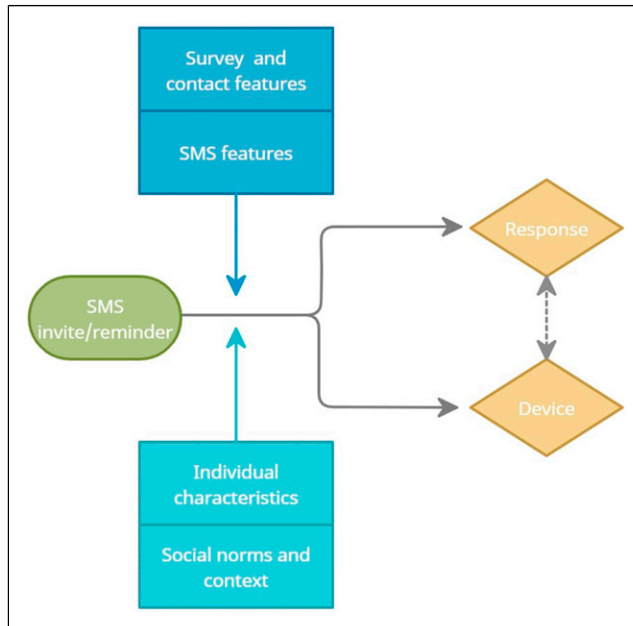 Survey and
contact features
SMS features
Response
SMS
invite/reminder
Device
Individual
characteristics
Social norms and
context